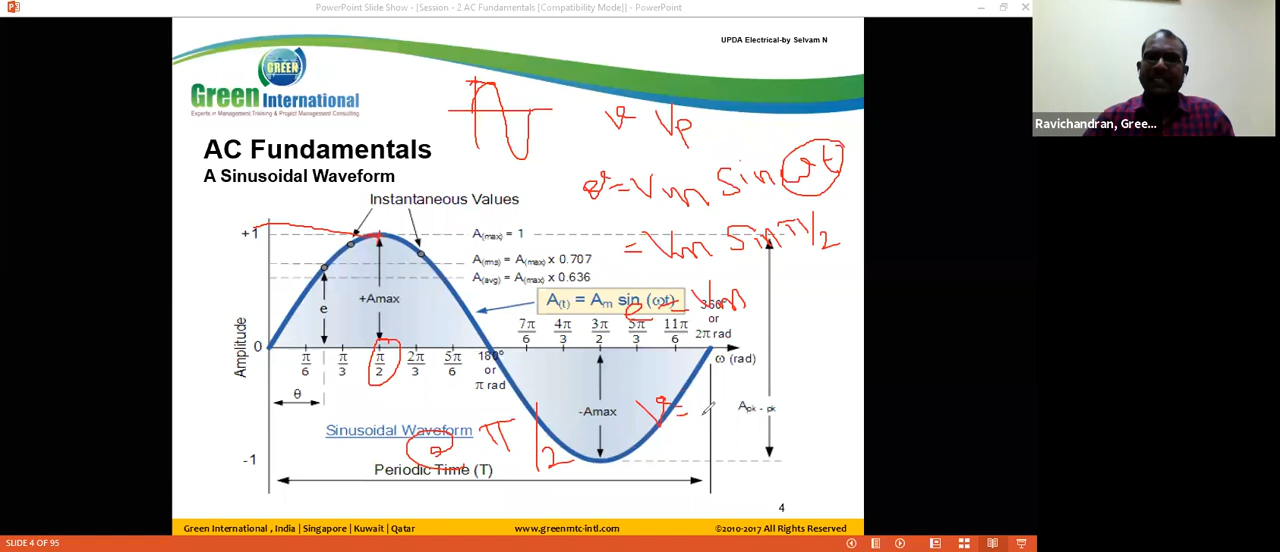 PowerPoint Slide Show - [Session - 2 AC Fundamentals [Compatibility Mode]] - PowerPoint
UPDA Electrical-by Selvam N
GREEN
Green International
Experts in Management Training & Project Management Consulting
Ravichandran, Gree...
v Vp
AC Fundamentals
A Sinusoidal Waveform
v = Vm Sin ωt
Instantaneous Values
+1
A(max) = 1
= Vm Sin π/2
A(rms) = A(max) x 0.707
A(avg) = A(max) x 0.636
+Amax
A(t) = Am sin (ωt)
e = Vm
e
360°
or
2π rad
7π/6 4π/3 3π/2 5π/3 11π/6
Amplitude
0
ω (rad)
π/6 π/3 π/2 2π/3 5π/6
180°
or
π rad
θ
-Amax
V =
Apk - pk
Sinusoidal Waveform
π/2
-1
Periodic Time (T)
4
Green International , India | Singapore | Kuwait | Qatar
www.greenmtc-intl.com
©2010-2017 All Rights Reserved
SLIDE 4 OF 95